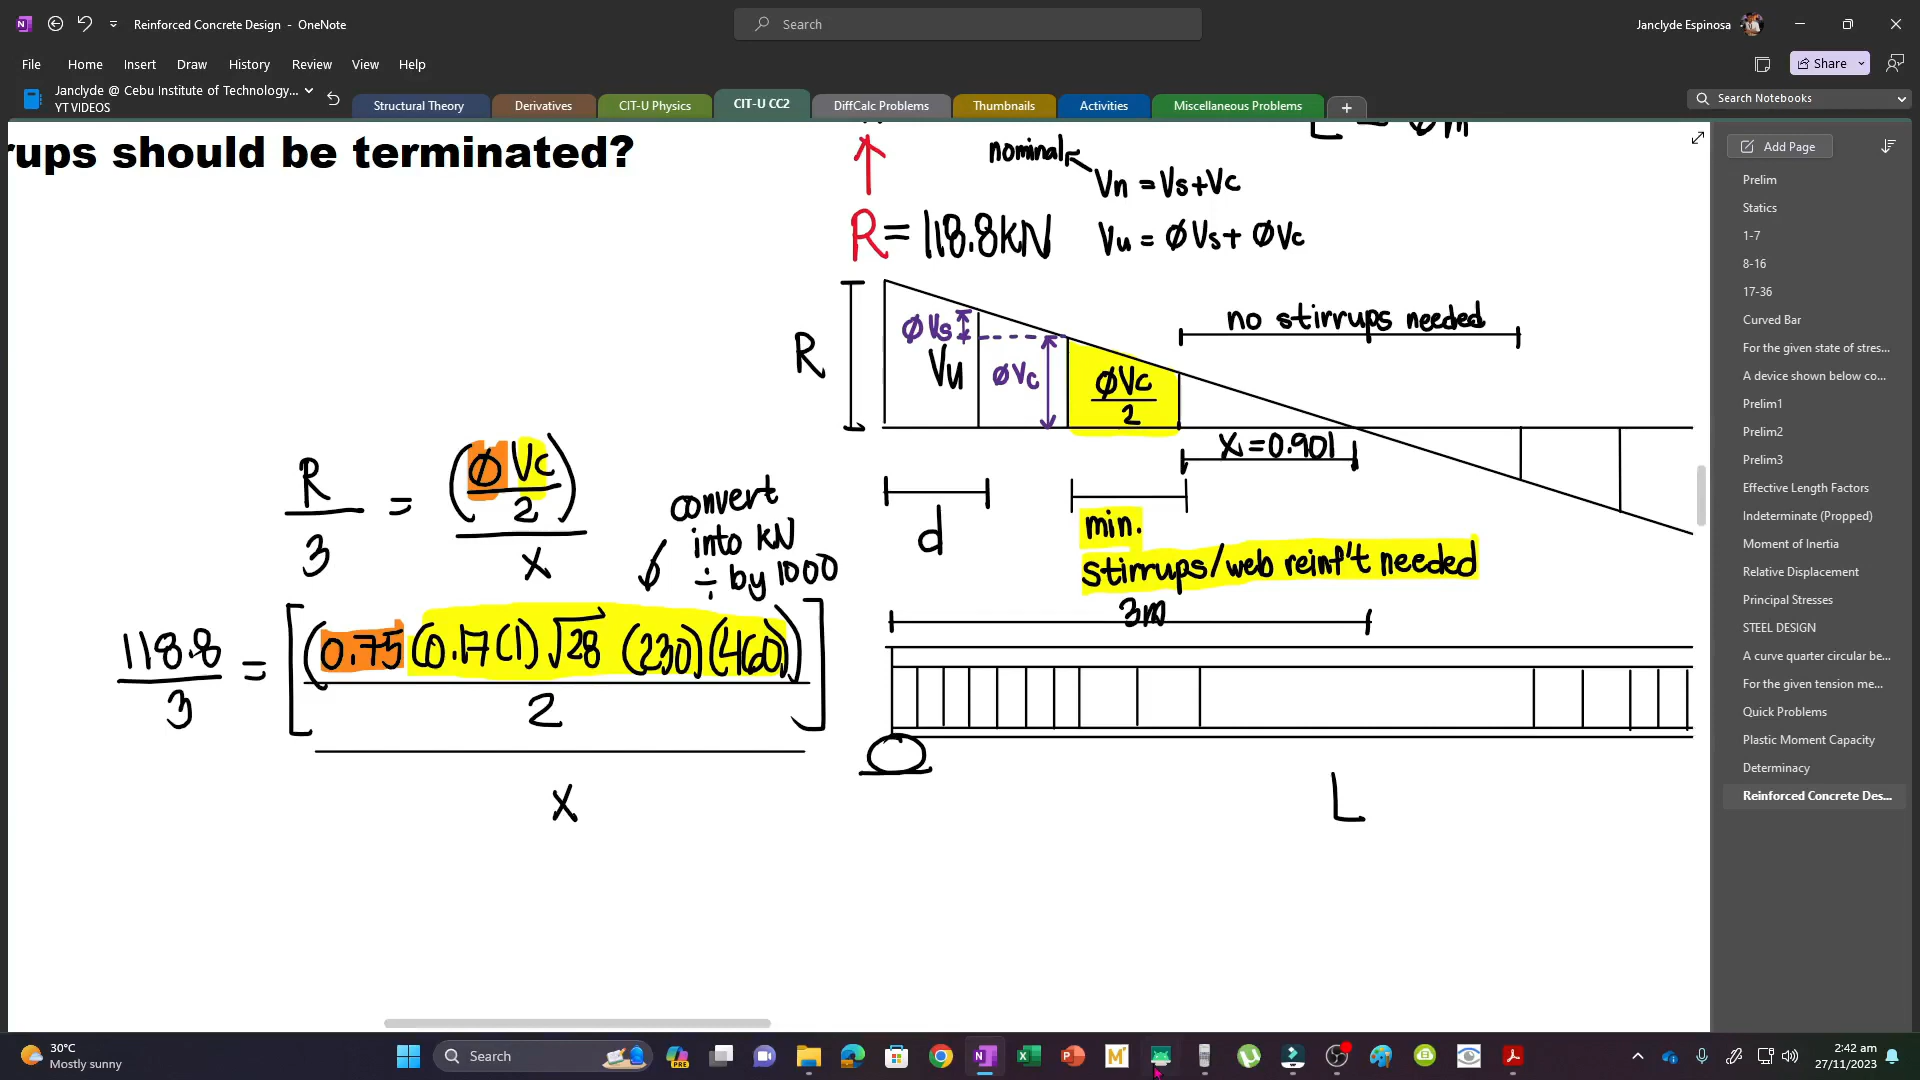 Reinforced Concrete Design - OneNote
Search
Janclyde Espinosa
File Home Insert Draw History Review View Help
Share
Janclyde @ Cebu Institute of Technology...
YT VIDEOS
Structural Theory
Derivatives
CIT-U Physics
CIT-U CC2
DiffCalc Problems
Thumbnails
Activities
Miscellaneous Problems
+
Search Notebooks
rups should be terminated?
nominal
Vn = Vs+Vc
R = 118.8kN
Vu = ØVs + ØVc
R
ØVs
Vu
ØVc
ØVc
2
no stirrups needed
x = 0.901
d
min.
stirrups/web reinf't needed
3m
L
R
3
=
(ØVc
2)
x
convert
into kN
÷ by 1000
118.8
3
=
[(0.75 (0.17(1)√28 (230)(460))
2]
x
Add Page
Prelim
Statics
1-7
8-16
17-36
Curved Bar
For the given state of stres...
A device shown below co...
Prelim1
Prelim2
Prelim3
Effective Length Factors
Indeterminate (Propped)
Moment of Inertia
Relative Displacement
Principal Stresses
STEEL DESIGN
A curve quarter circular be...
For the given tension me...
Quick Problems
Plastic Moment Capacity
Determinacy
Reinforced Concrete Des...
30°C
Mostly sunny
Search
PRE
2:42 am
27/11/2023